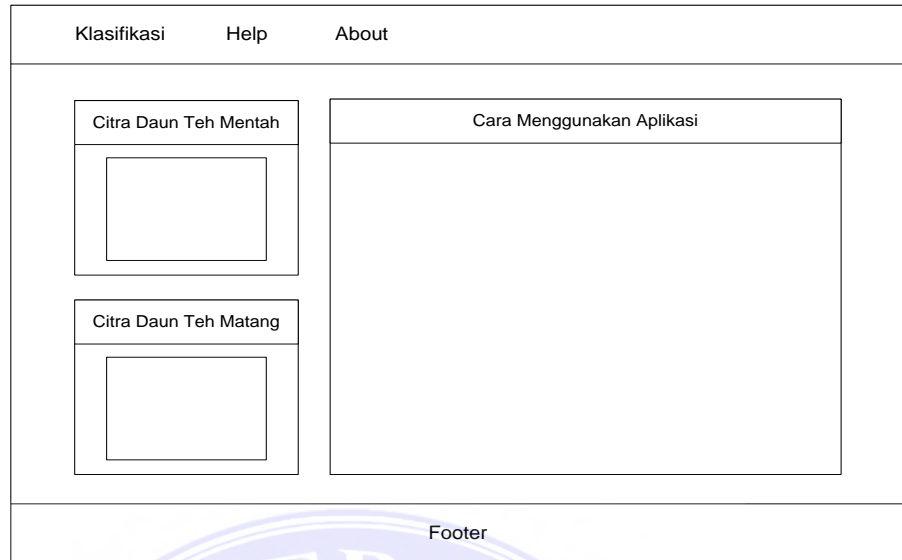 Klasifikasi Help About
Citra Daun Teh Mentah
Cara Menggunakan Aplikasi
Citra Daun Teh Matang
Footer